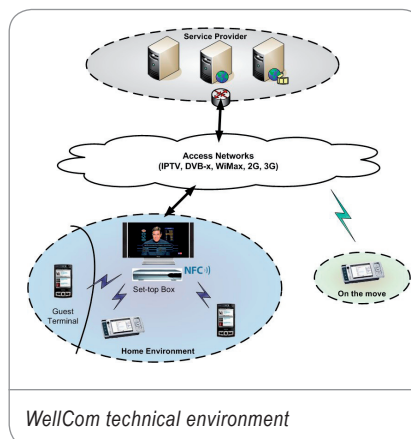 Service Provider
Access Networks
(IPTV, DVB-x, WiMax, 2G, 3G)
NFC
Set-top Box
Guest
Terminal
On the move
Home Environment
WellCom technical environment